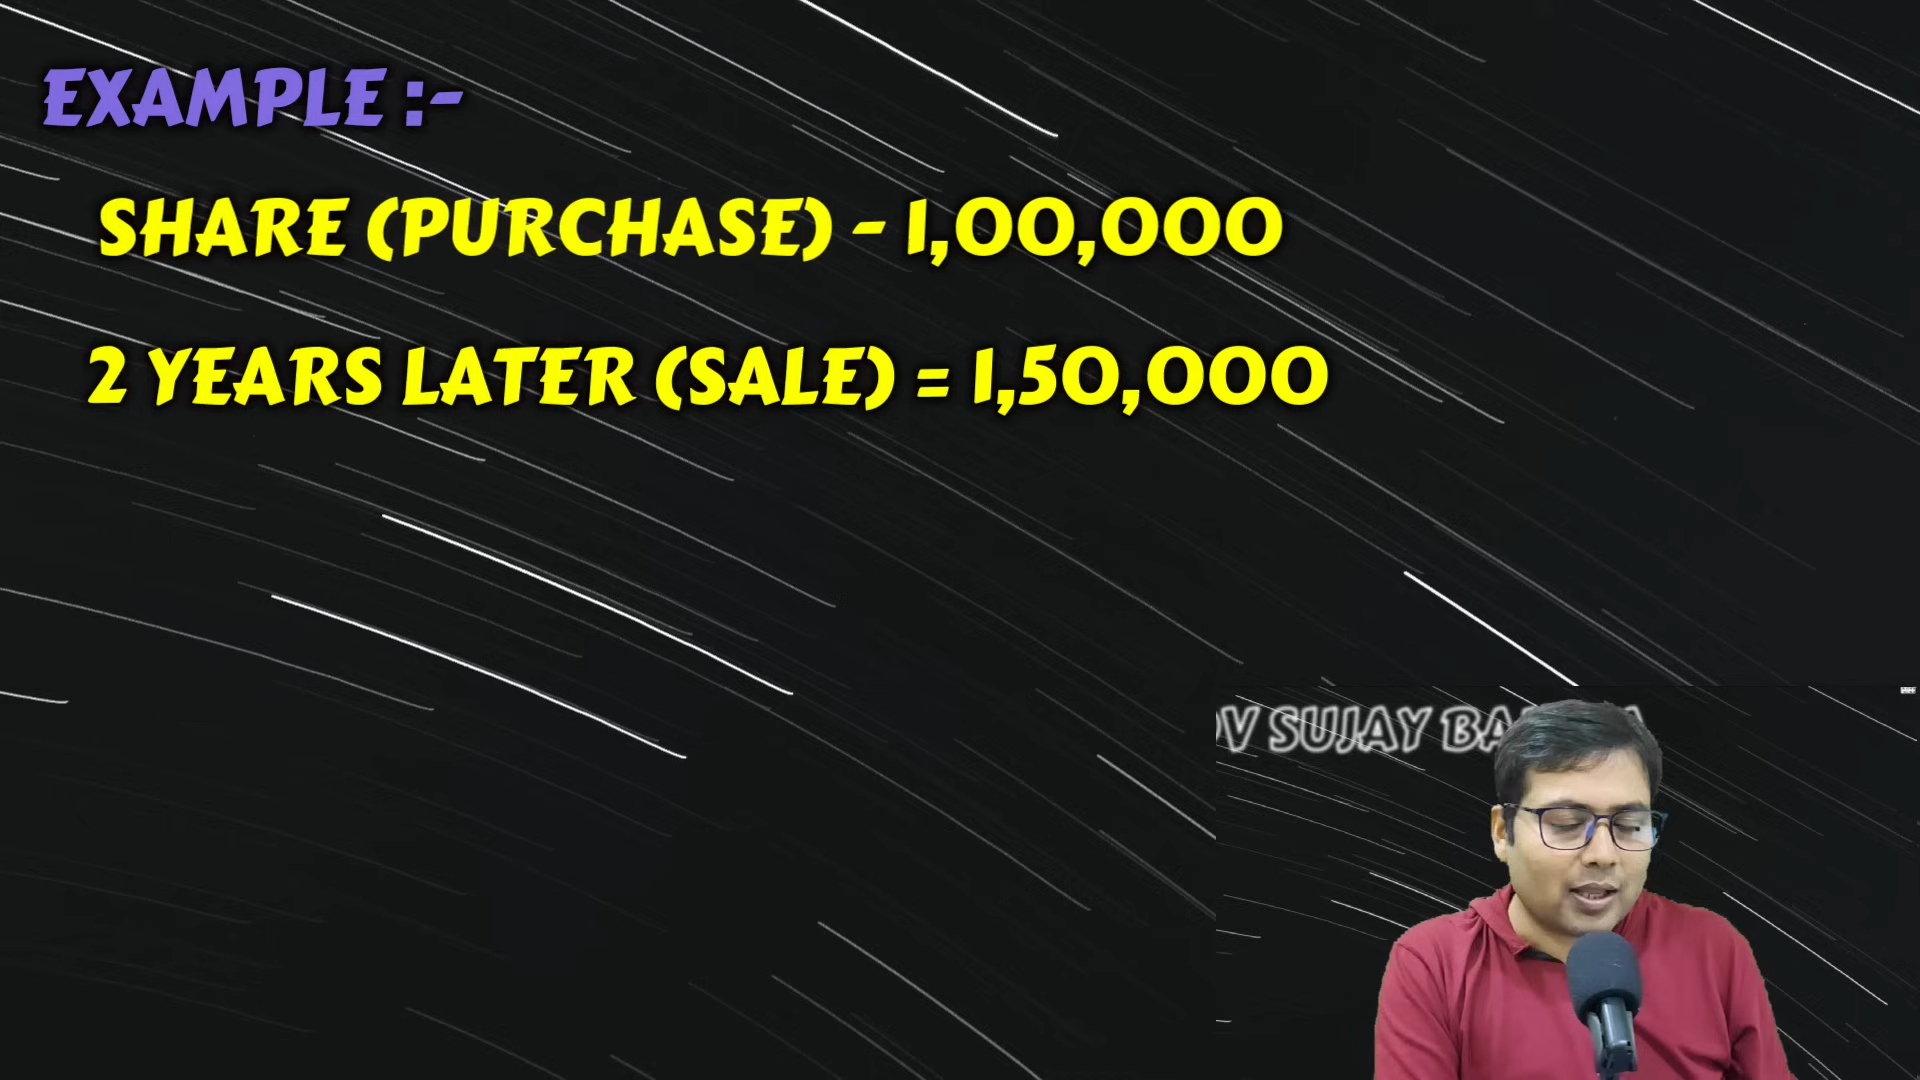 EXAMPLE :-
SHARE (PURCHASE) - 1,00,000
2 YEARS LATER (SALE) = 1,50,000
SUJAY